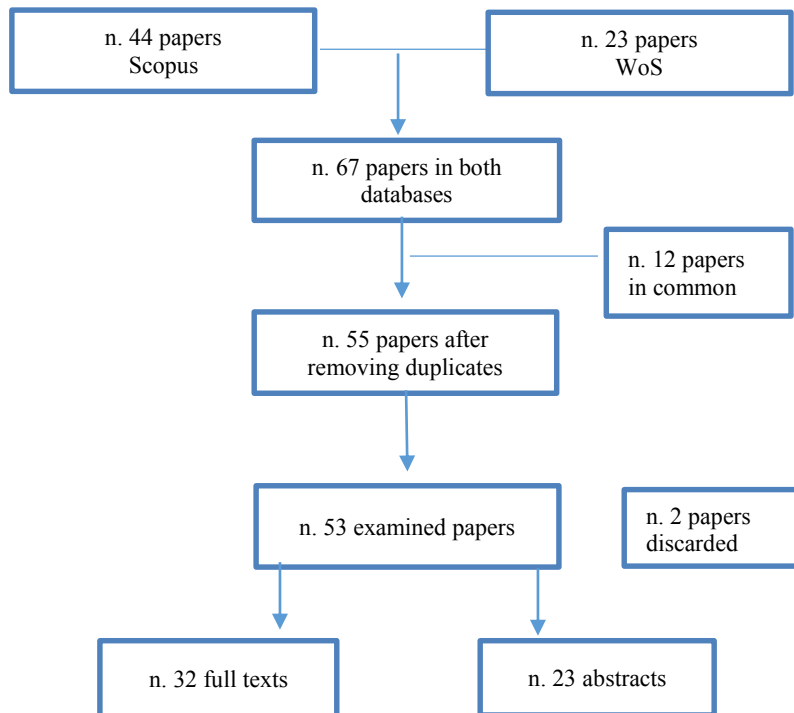 n. 44 papers
Scopus
n. 23 papers
WoS
n. 67 papers in both
databases
n. 12 papers
in common
n. 55 papers after
removing duplicates
n. 53 examined papers
n. 2 papers
discarded
n. 32 full texts
n. 23 abstracts